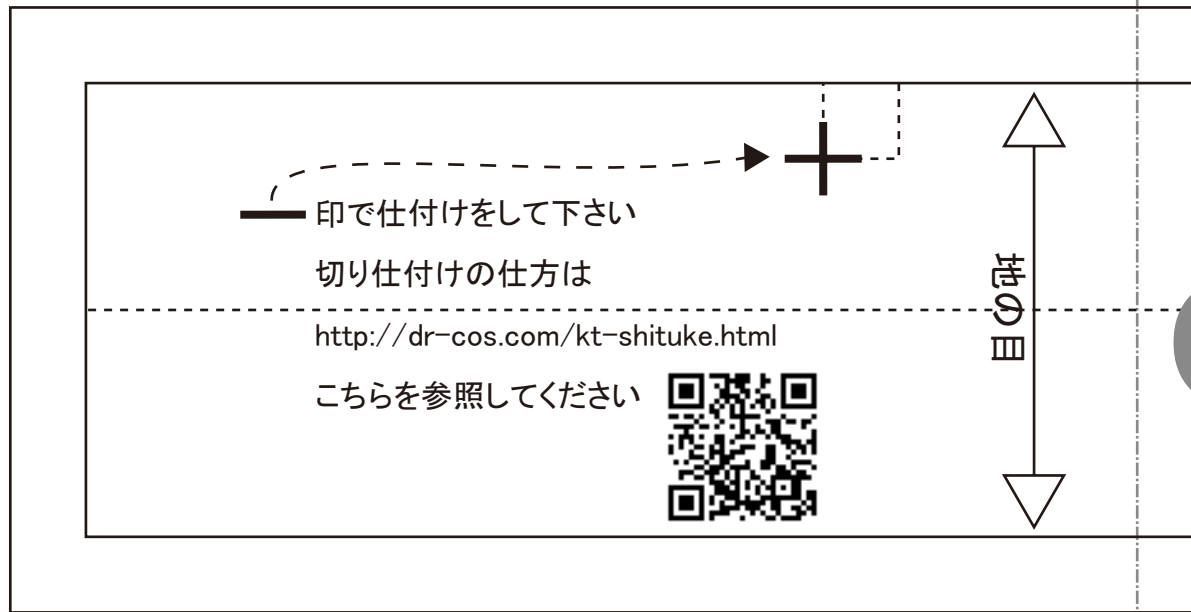 印で仕付けをして下さい
切り仕付けの仕方は
http://dr-cos.com/kt-shituke.html
こちらを参照してください
地の目